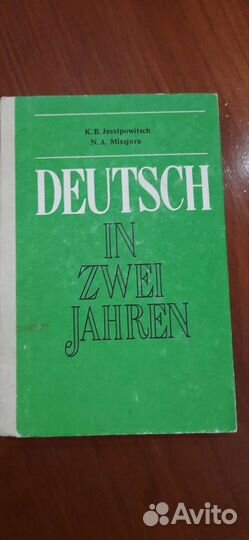 K. B. Jessipowitsch
N. A. Missjura
DEUTSCH
IN
ZWEI
JAHREN
Avito